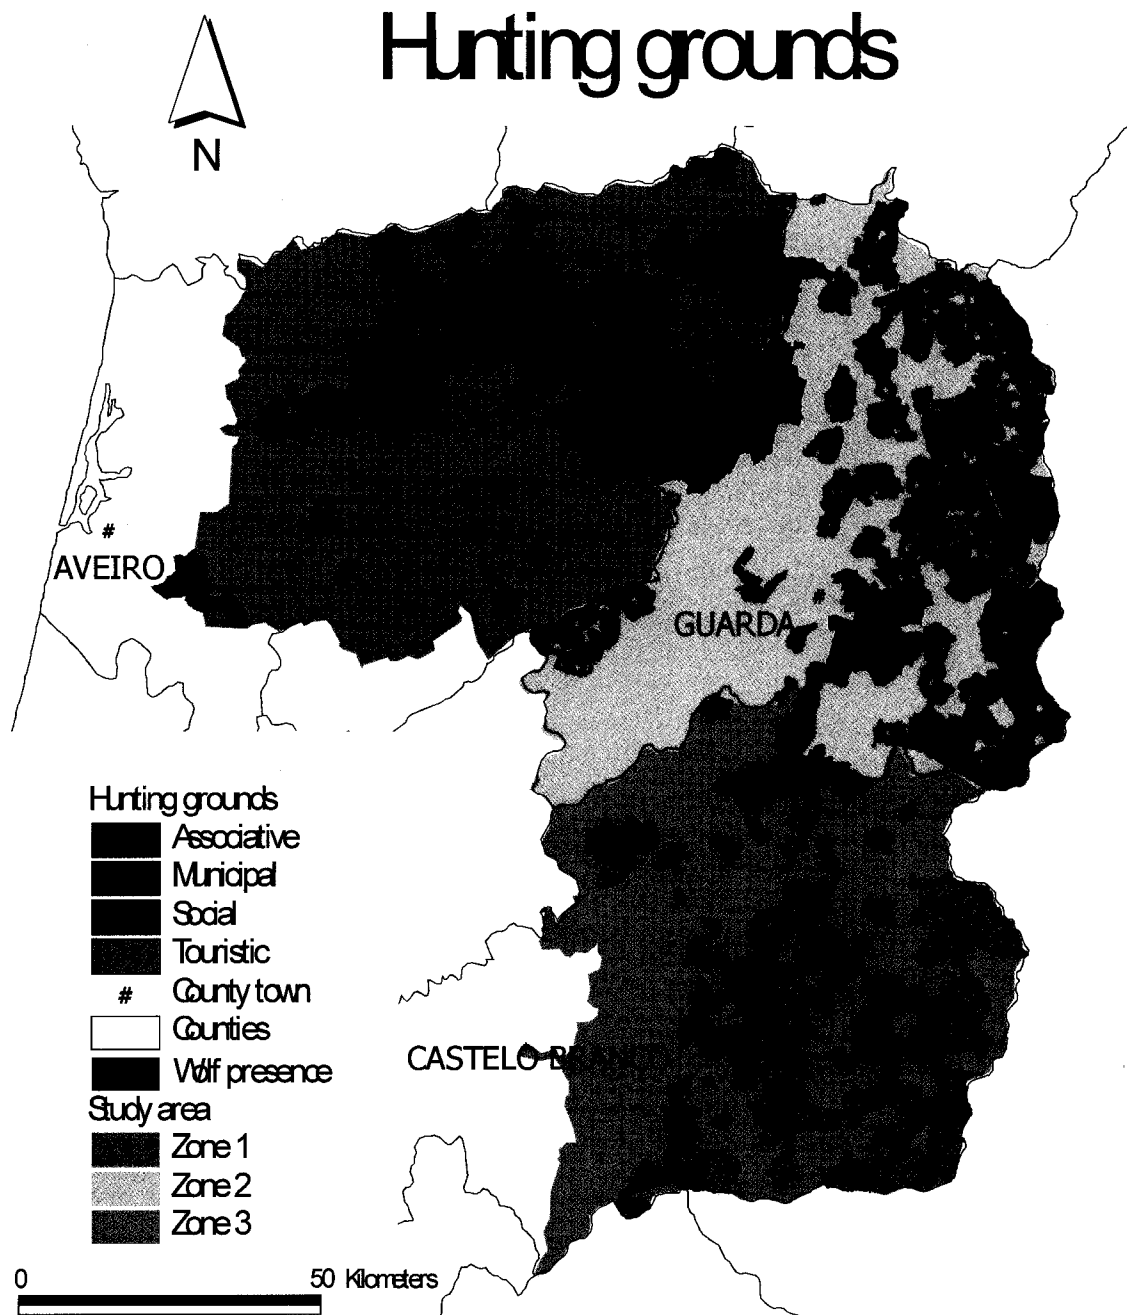 Hunting grounds
N
#
AVEIRO
#
GUARDA
CASTELO BRANCO
Hunting grounds
Associative
Municipal
Social
Touristic
# County town
Counties
Wolf presence
Study area
Zone 1
Zone 2
Zone 3
0 50 Kilometers